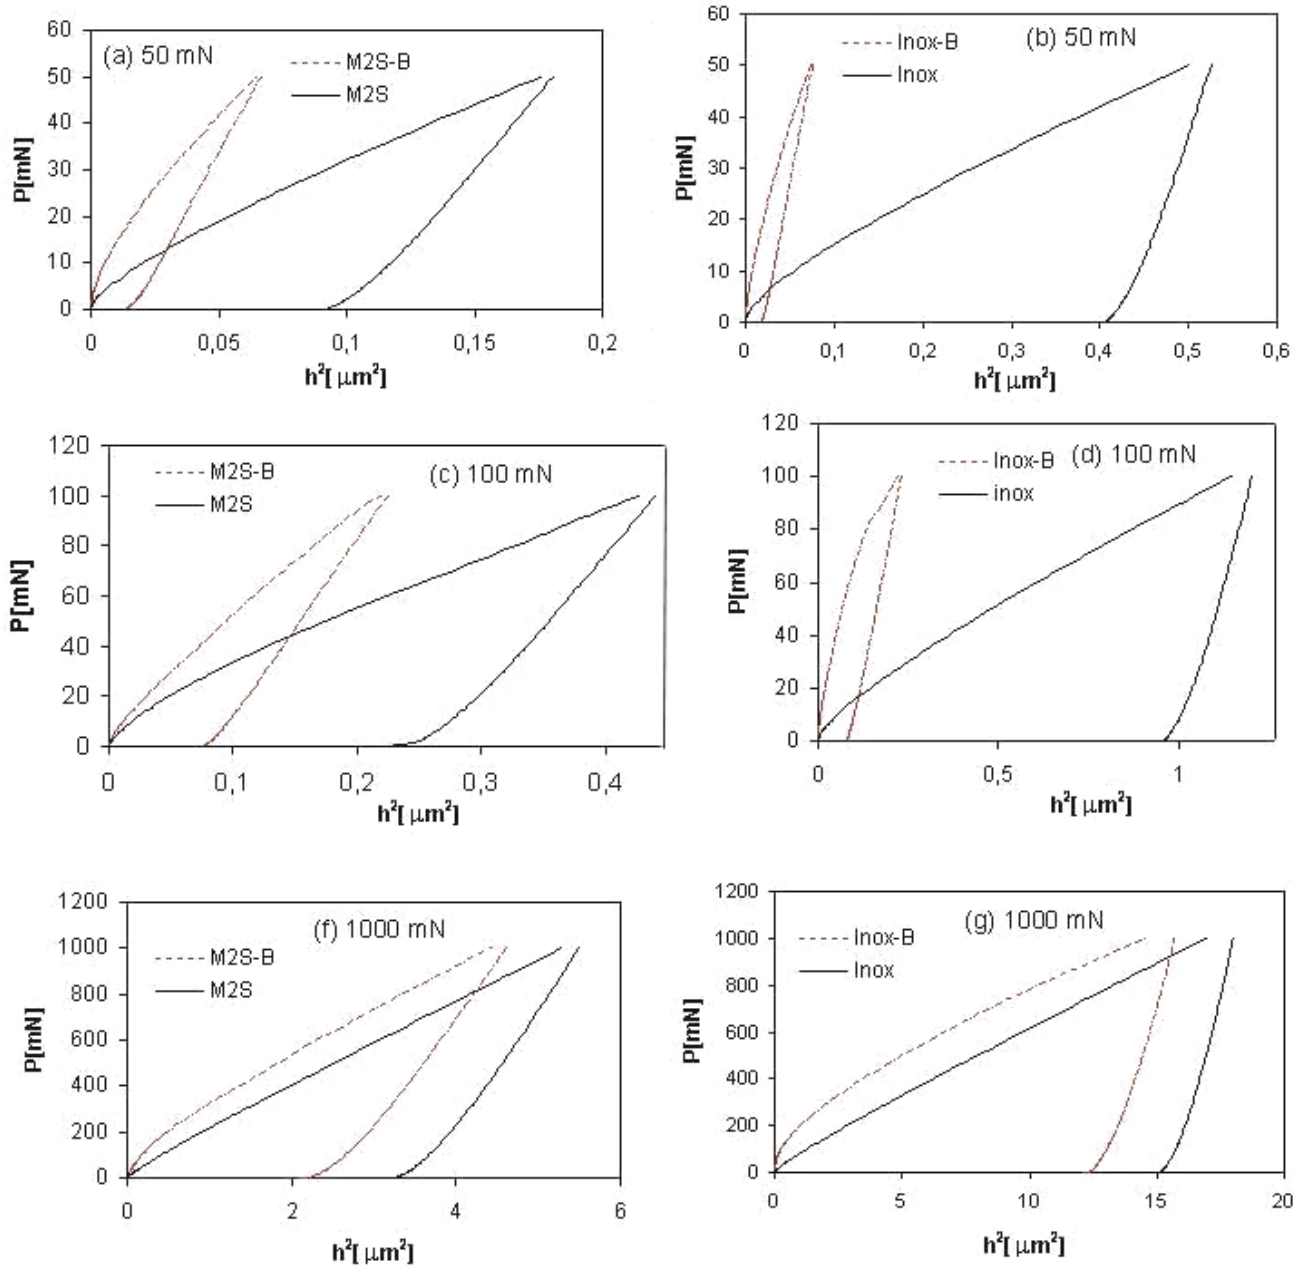 (a) 50 mN
M2S-B
M2S
P[mN]
60
50
40
30
20
10
0
0 0,05 0,1 0,15 0,2
h²[ μm²]
(b) 50 mN
Inox-B
Inox
P[mN]
60
50
40
30
20
10
0
0 0,1 0,2 0,3 0,4 0,5 0,6
h²[ μm²]
(c) 100 mN
M2S-B
M2S
P[mN]
120
100
80
60
40
20
0
0 0,1 0,2 0,3 0,4
h²[ μm²]
(d) 100 mN
Inox-B
inox
P[mN]
120
100
80
60
40
20
0
0 0,5 1
h²[ μm²]
(f) 1000 mN
M2S-B
M2S
P[mN]
1200
1000
800
600
400
200
0
0 2 4 6
h²[ μm²]
(g) 1000 mN
Inox-B
Inox
P[mN]
1200
1000
800
600
400
200
0
0 5 10 15 20
h²[ μm²]